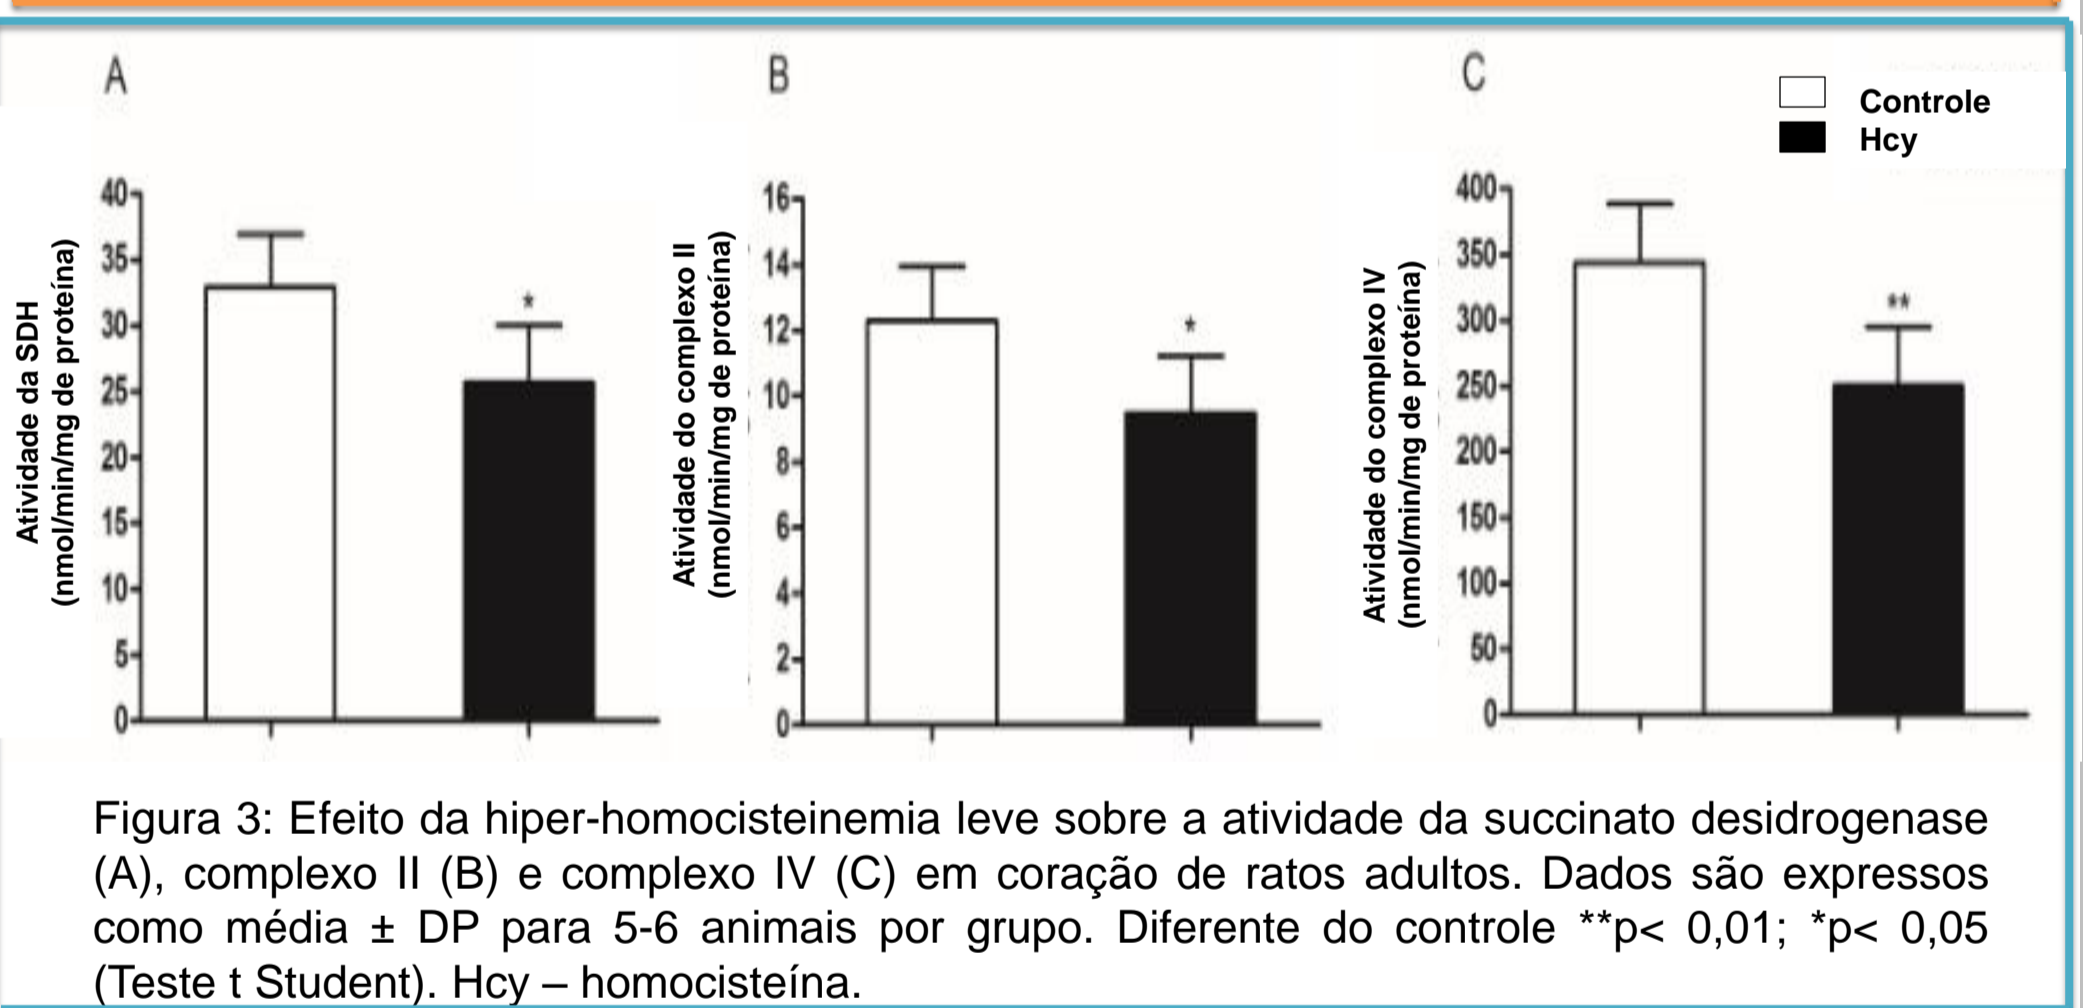 A
B
C
Controle
Hcy
Atividade da SDH
(nmol/min/mg de proteína)
40
35
30
25
20
15
10
5
0
*
Atividade do complexo II
(nmol/min/mg de proteína)
16
14
12
10
8
6
4
2
0
*
Atividade do complexo IV
(nmol/min/mg de proteína)
400
350
300
250
200
150
100
50
0
**
Figura 3: Efeito da hiper-homocisteinemia leve sobre a atividade da succinato desidrogenase
(A), complexo II (B) e complexo IV (C) em coração de ratos adultos. Dados são expressos
como média ± DP para 5-6 animais por grupo. Diferente do controle **p< 0,01; *p< 0,05
(Teste t Student). Hcy – homocisteína.